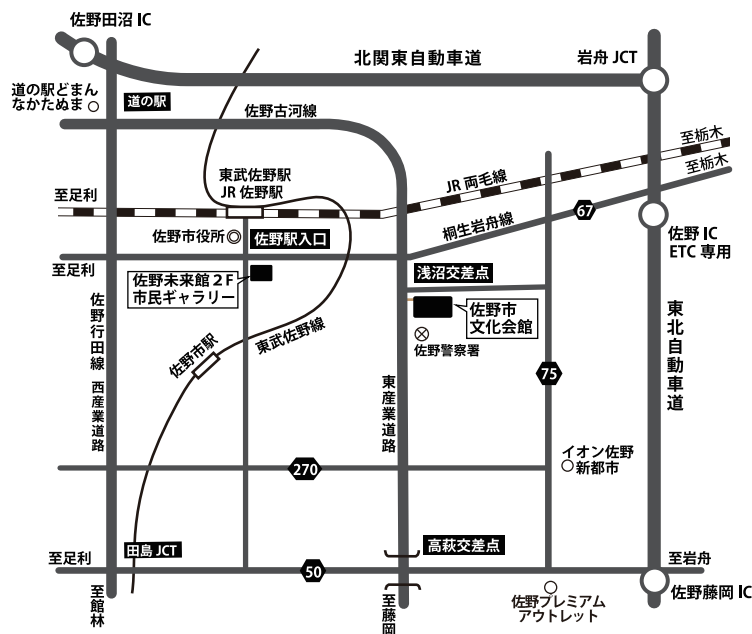 佐野田沼 IC
北関東自動車道
岩舟 JCT
道の駅どまん
なかたぬま
道の駅
佐野古河線
至栃木
東武佐野駅
JR 佐野駅
JR 両毛線
至栃木
至足利
67
桐生岩舟線
佐野市役所
佐野駅入口
佐野 IC
ETC 専用
至足利
浅沼交差点
佐野未来館 2 F
市民ギャラリー
佐野市
文化会館
佐野行田線 西産業道路
佐野市駅
東武佐野線
佐野警察署
東北自動車道
東産業道路
75
270
イオン佐野
新都市
田島 JCT
高萩交差点
至足利
50
至岩舟
至館林
至藤岡
佐野プレミアム
アウトレット
佐野藤岡 IC